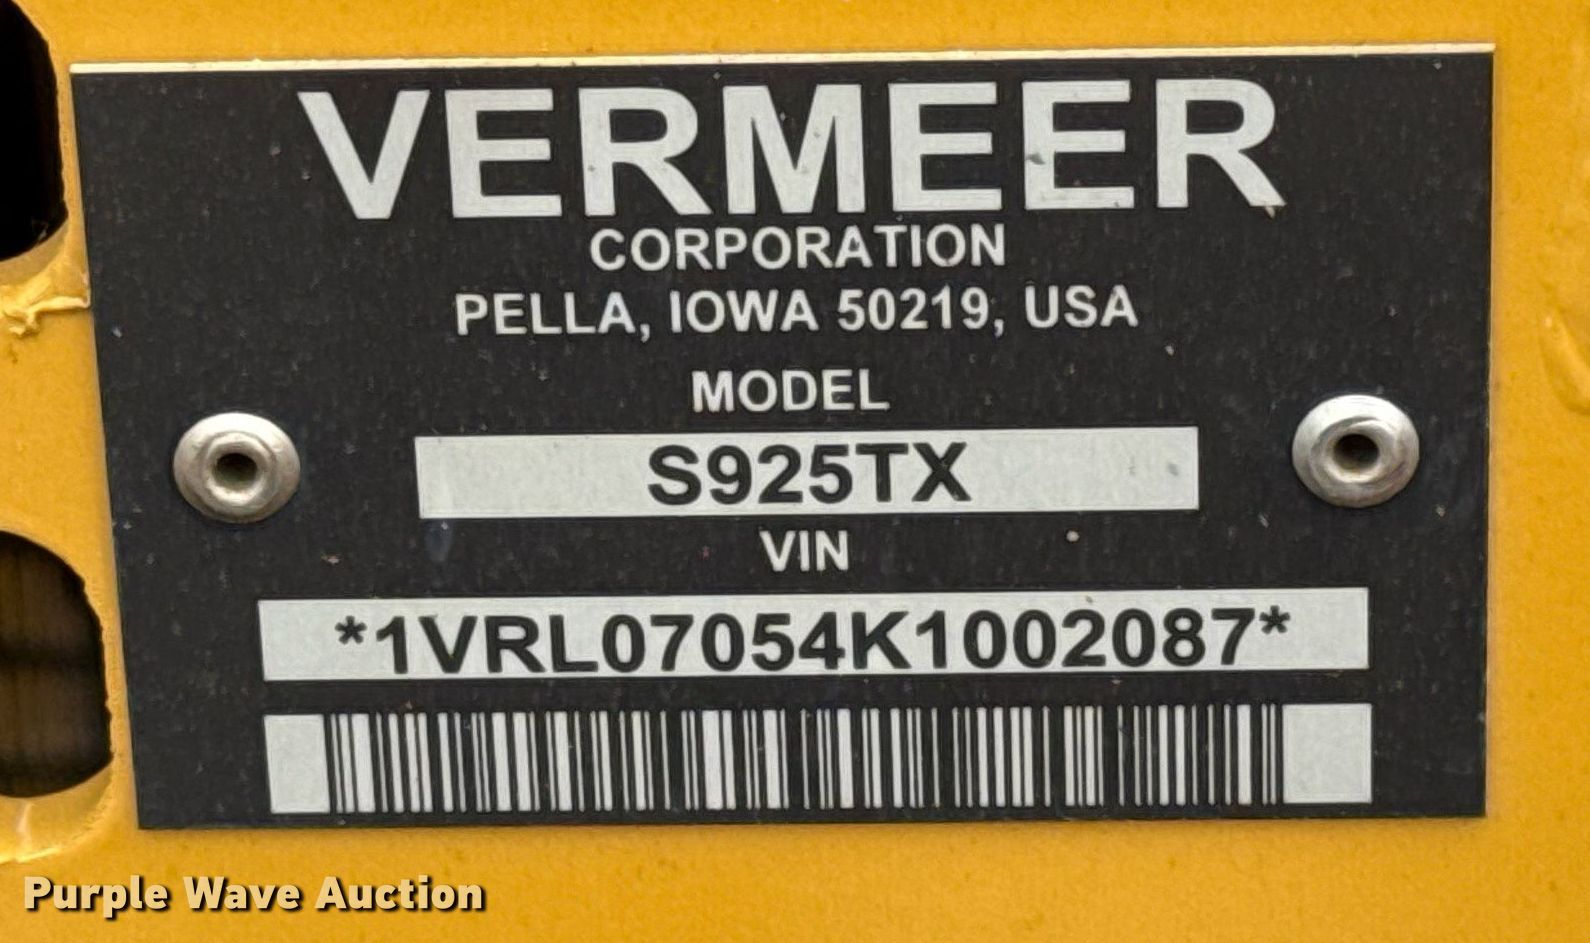 VERMEER
CORPORATION
PELLA, IOWA 50219, USA
MODEL
S925TX
VIN
*1VRL07054K1002087*
Purple Wave Auction